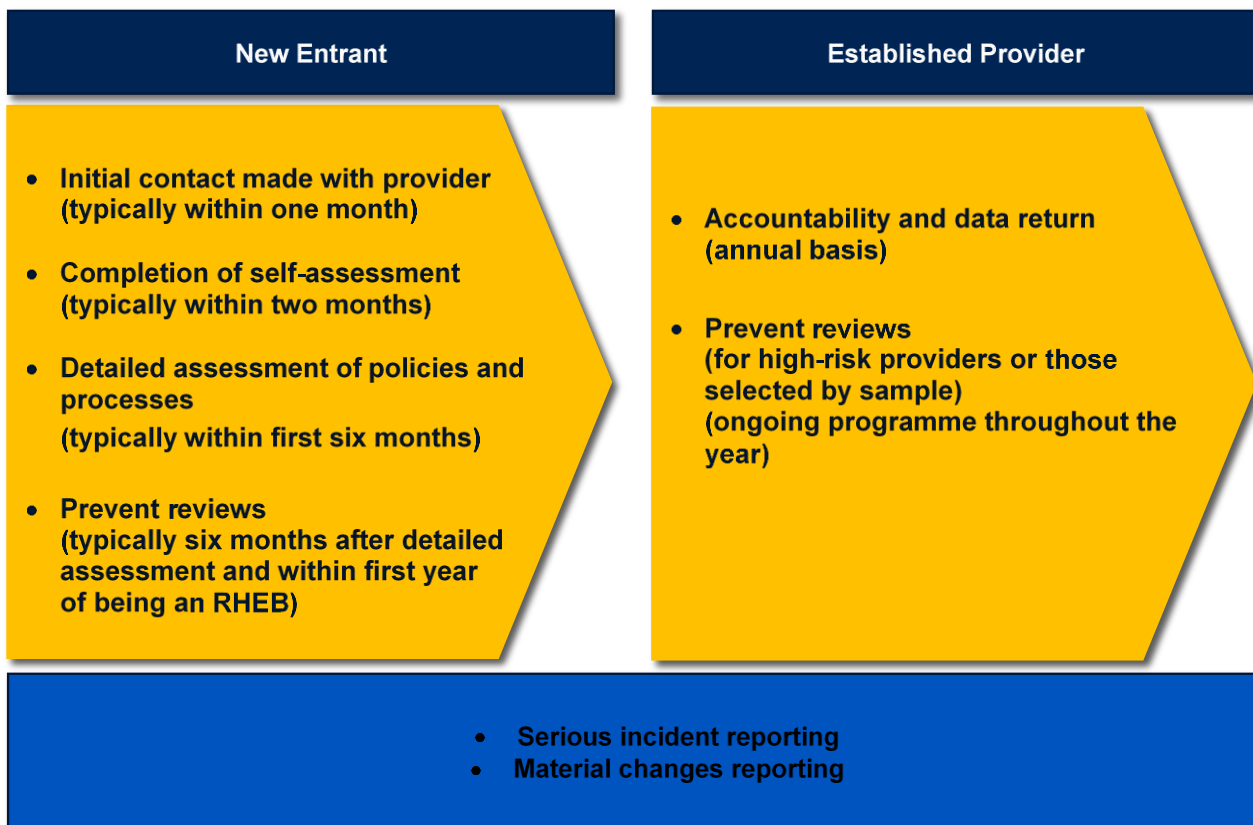 New Entrant
• Initial contact made with provider
(typically within one month)
• Completion of self-assessment
(typically within two months)
• Detailed assessment of policies and
processes
(typically within first six months)
• Prevent reviews
(typically six months after detailed
assessment and within first year
of being an RHEB)
Established Provider
• Accountability and data return
(annual basis)
• Prevent reviews
(for high-risk providers or those
selected by sample)
(ongoing programme throughout the
year)
• Serious incident reporting
• Material changes reporting